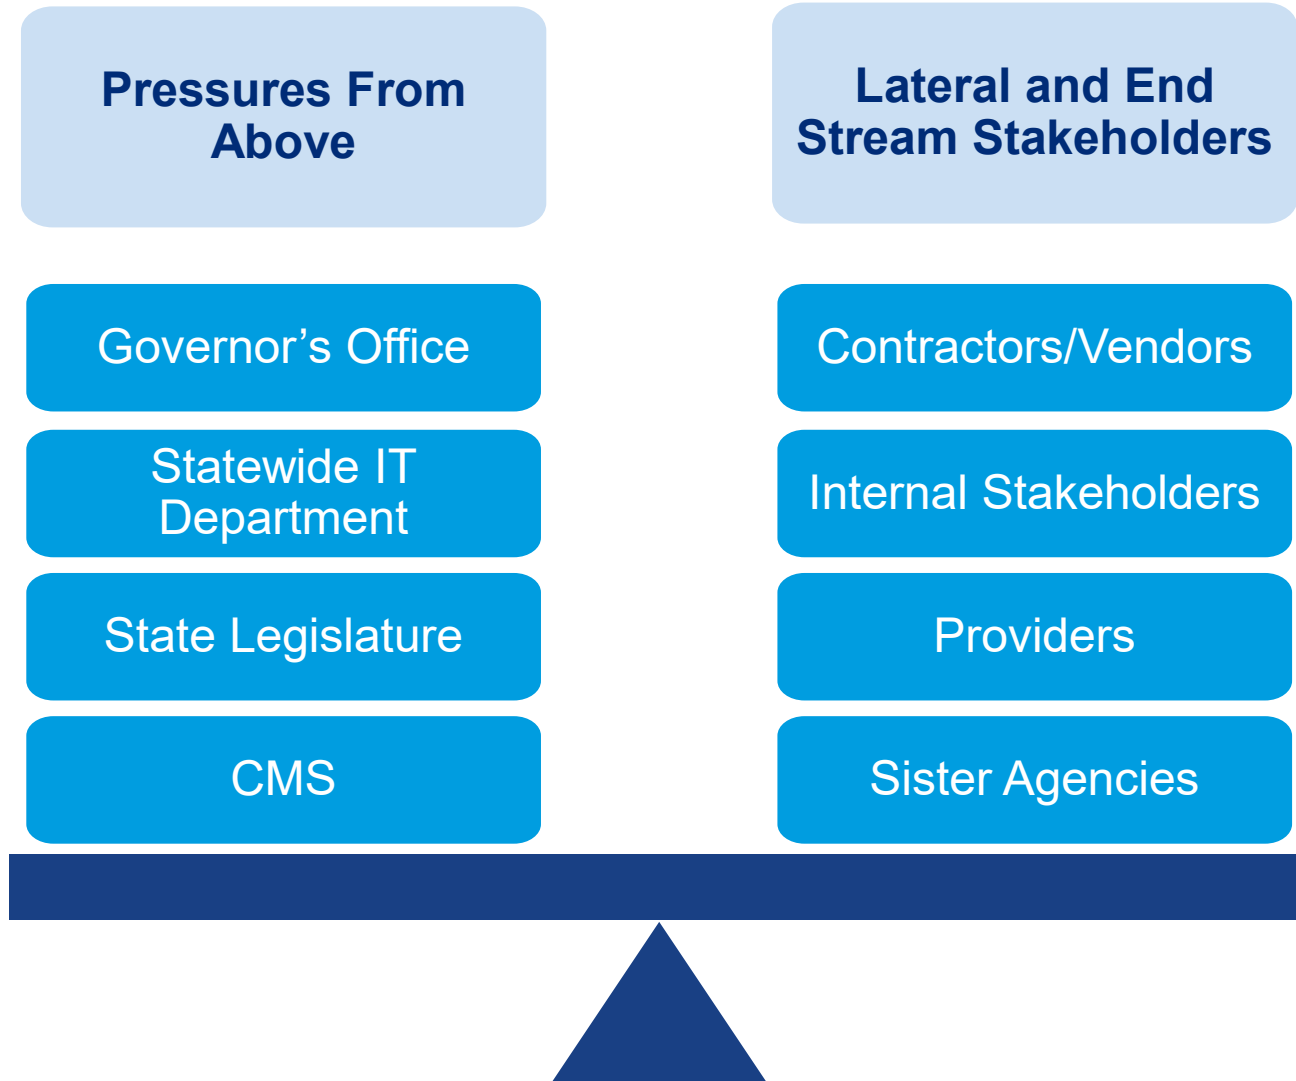 Pressures From
Above
Governor’s Office
Statewide IT
Department
State Legislature
CMS
Lateral and End
Stream Stakeholders
Contractors/Vendors
Internal Stakeholders
Providers
Sister Agencies